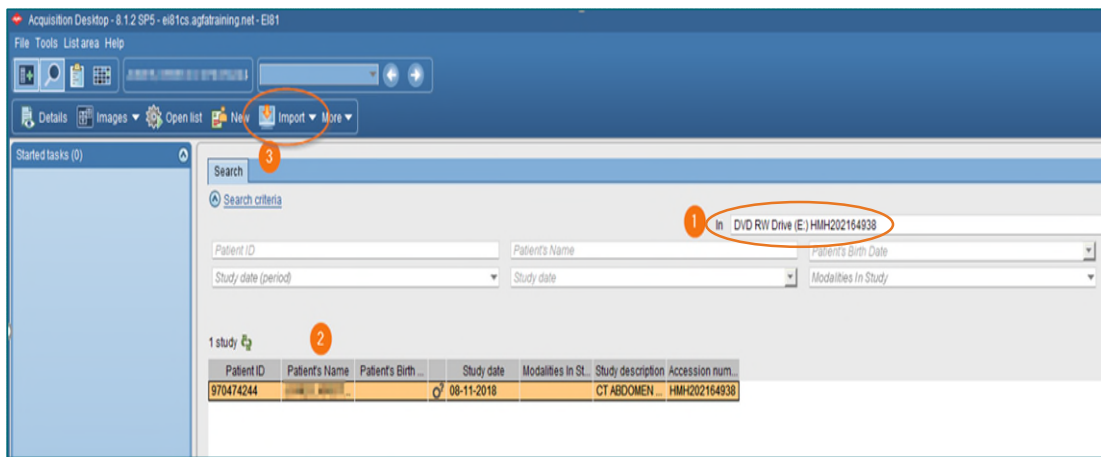 Acquisition Desktop - 8.1.2 SP5 - ei81cs.agfatraining.net - EI81
File Tools List area Help
Details Images Open list New Import More
3
Started tasks (0)
Search
Search criteria
1 In DVD RW Drive (E:) HMH202164938
Patient ID Patient's Name Patient's Birth Date
Study date (period) Study date Modalities In Study
2
1 study
Patient ID Patient's Name Patient's Birth ... Study date Modalities In St... Study description Accession num...
970474244 08-11-2018 CT ABDOMEN ... HMH202164938